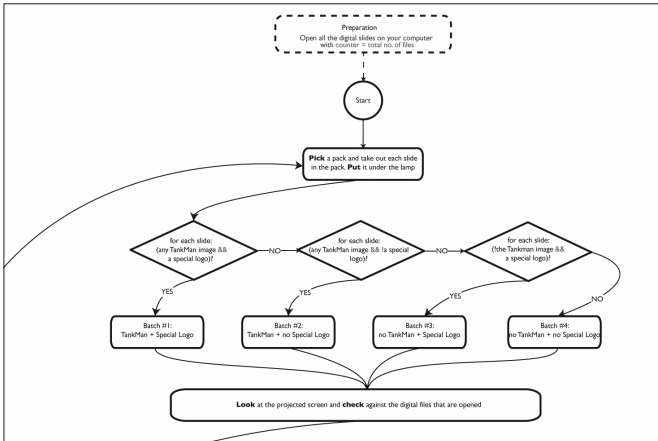 Preparation
Open all the digital slides on your computer
with counter = total no. of files
Start
Pick a pack and take out each slide
in the pack. Put it under the lamp
for each slide:
(any TankMan image &&
a special logo)?
NO
for each slide:
(any TankMan image && !a special
logo)?
NO
for each slide:
(!the Tankman image &&
a special logo)?
YES
YES
YES
NO
Batch #1:
TankMan + Special Logo
Batch #2:
TankMan + no Special Logo
Batch #3:
no TankMan + Special Logo
Batch #4:
no TankMan + no Special Logo
Look at the projected screen and check against the digital files that are opened